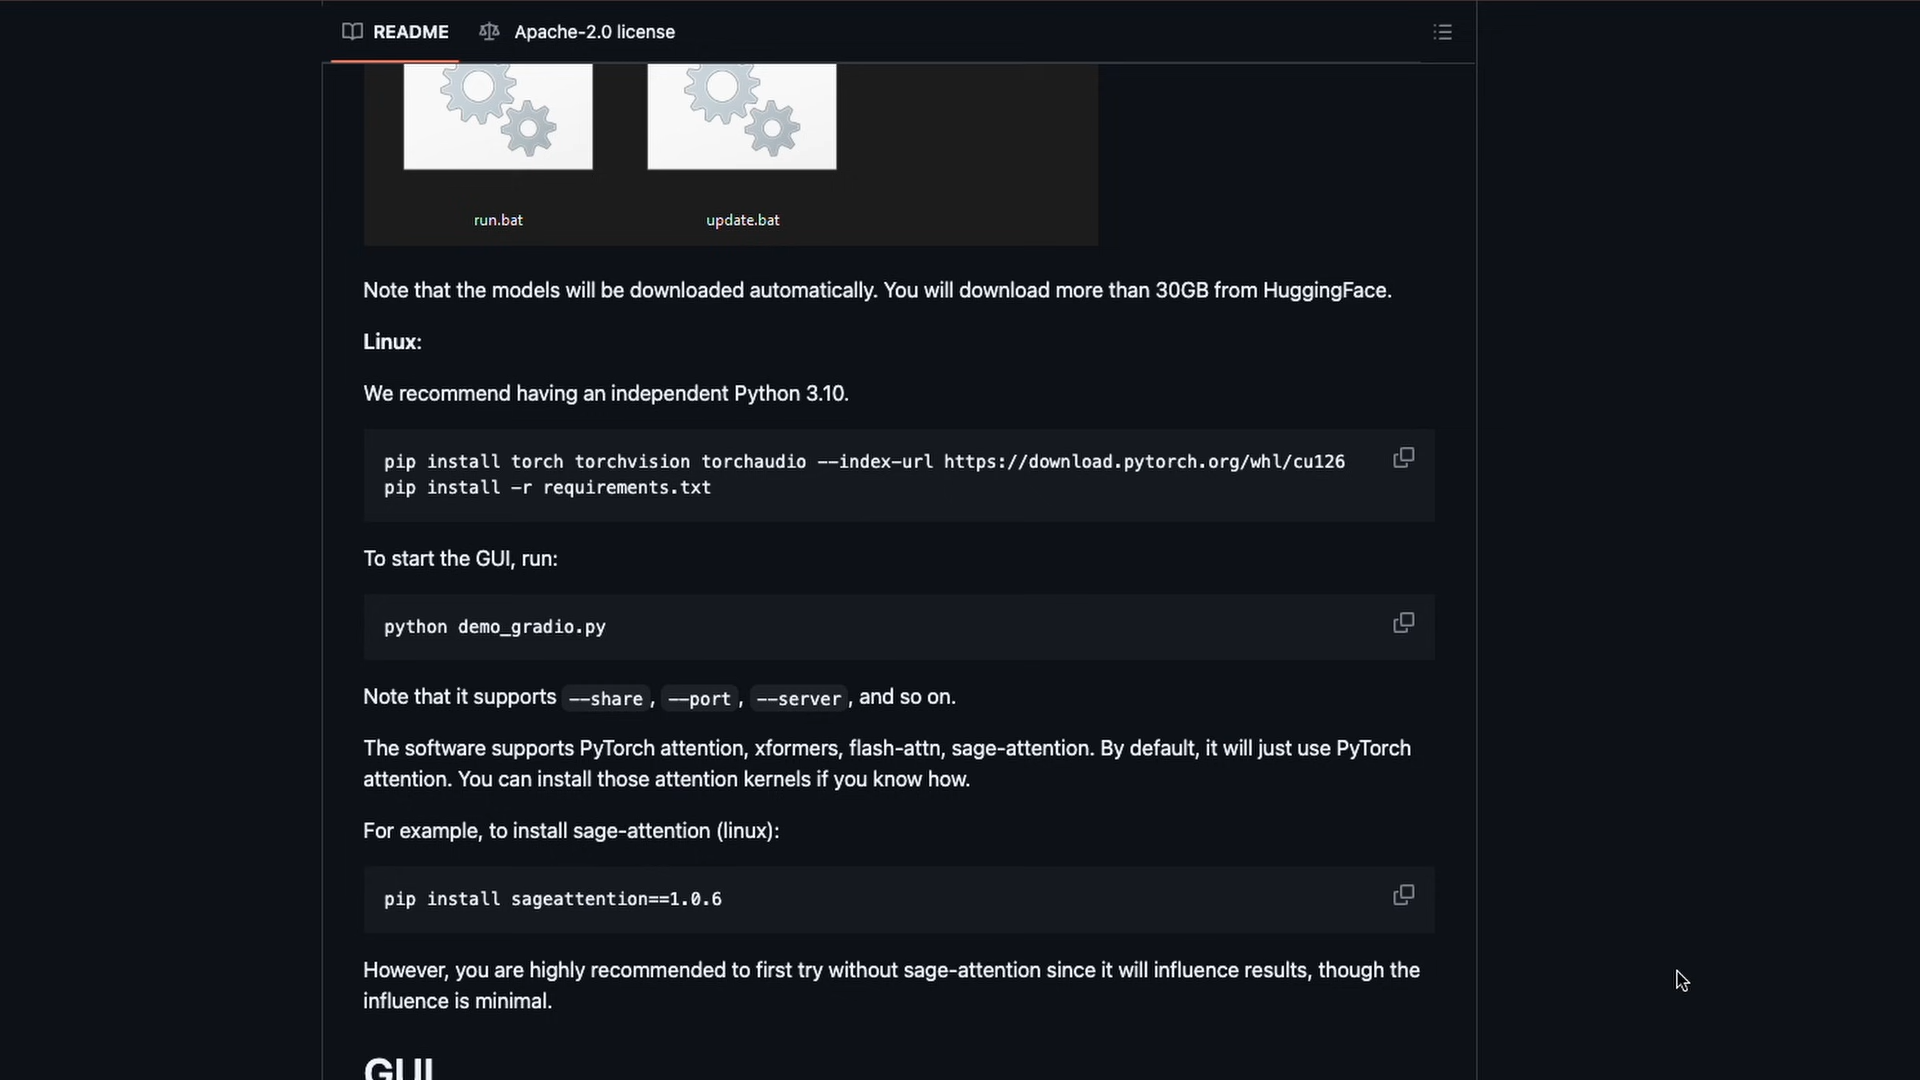 README
Apache-2.0 license
run.bat
update.bat
Note that the models will be downloaded automatically. You will download more than 30GB from HuggingFace.
Linux:
We recommend having an independent Python 3.10.
pip install torch torchvision torchaudio --index-url https://download.pytorch.org/whl/cu126
pip install -r requirements.txt
To start the GUI, run:
python demo_gradio.py
Note that it supports --share, --port, --server, and so on.
The software supports PyTorch attention, xformers, flash-attn, sage-attention. By default, it will just use PyTorch
attention. You can install those attention kernels if you know how.
For example, to install sage-attention (linux):
pip install sageattention==1.0.6
However, you are highly recommended to first try without sage-attention since it will influence results, though the
influence is minimal.
GUI